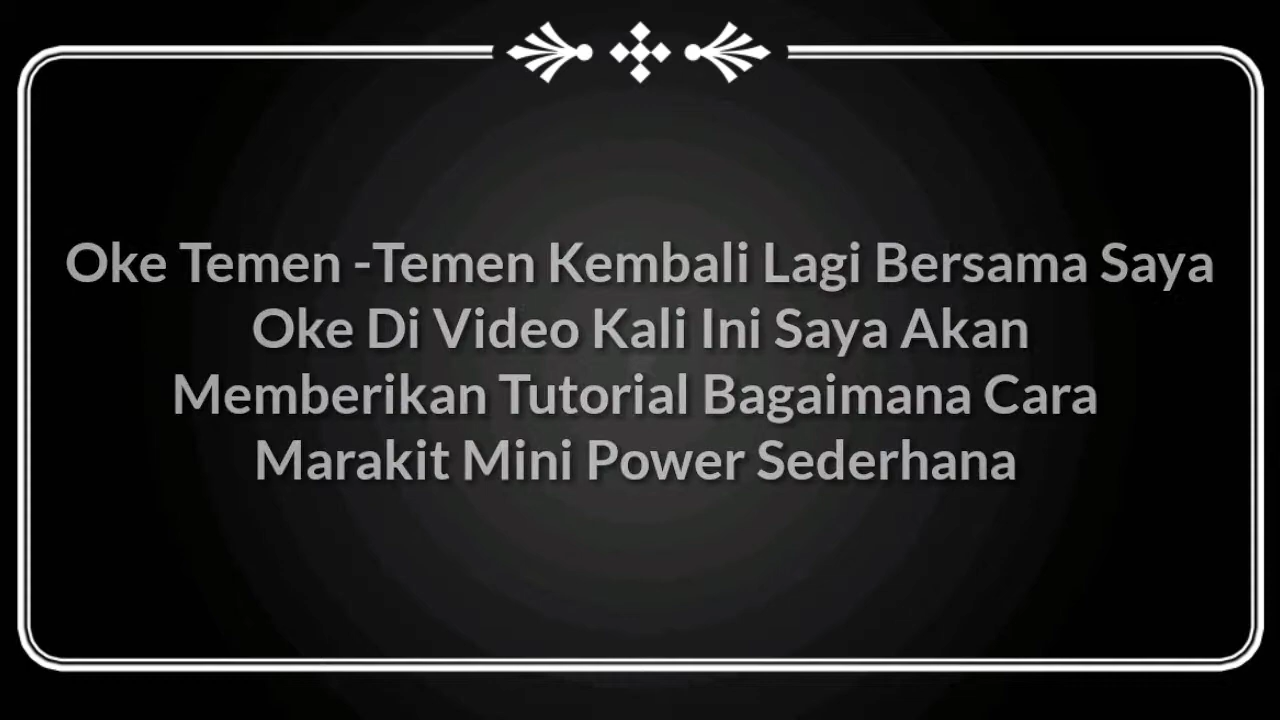 Oke Temen -Temen Kembali Lagi Bersama Saya
Oke Di Video Kali Ini Saya Akan
Memberikan Tutorial Bagaimana Cara
Marakit Mini Power Sederhana